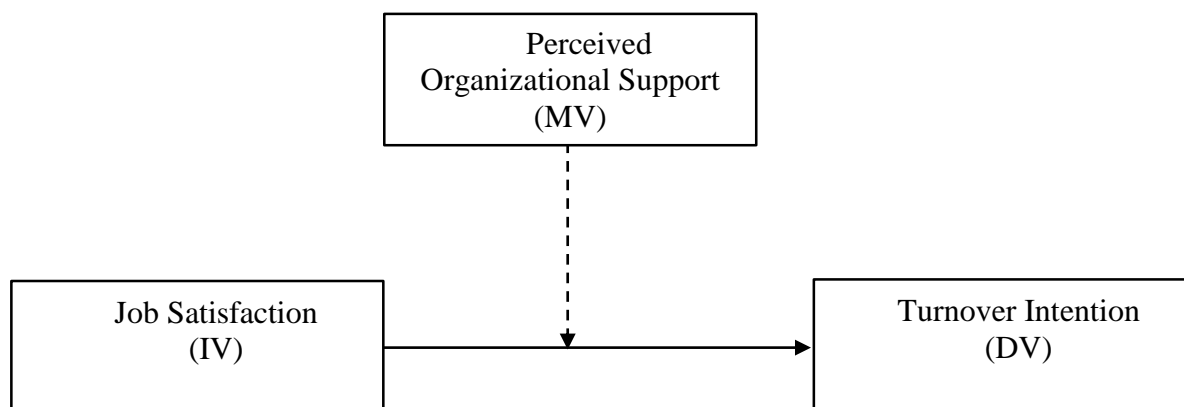 Perceived
Organizational Support
(MV)
Job Satisfaction
(IV)
Turnover Intention
(DV)